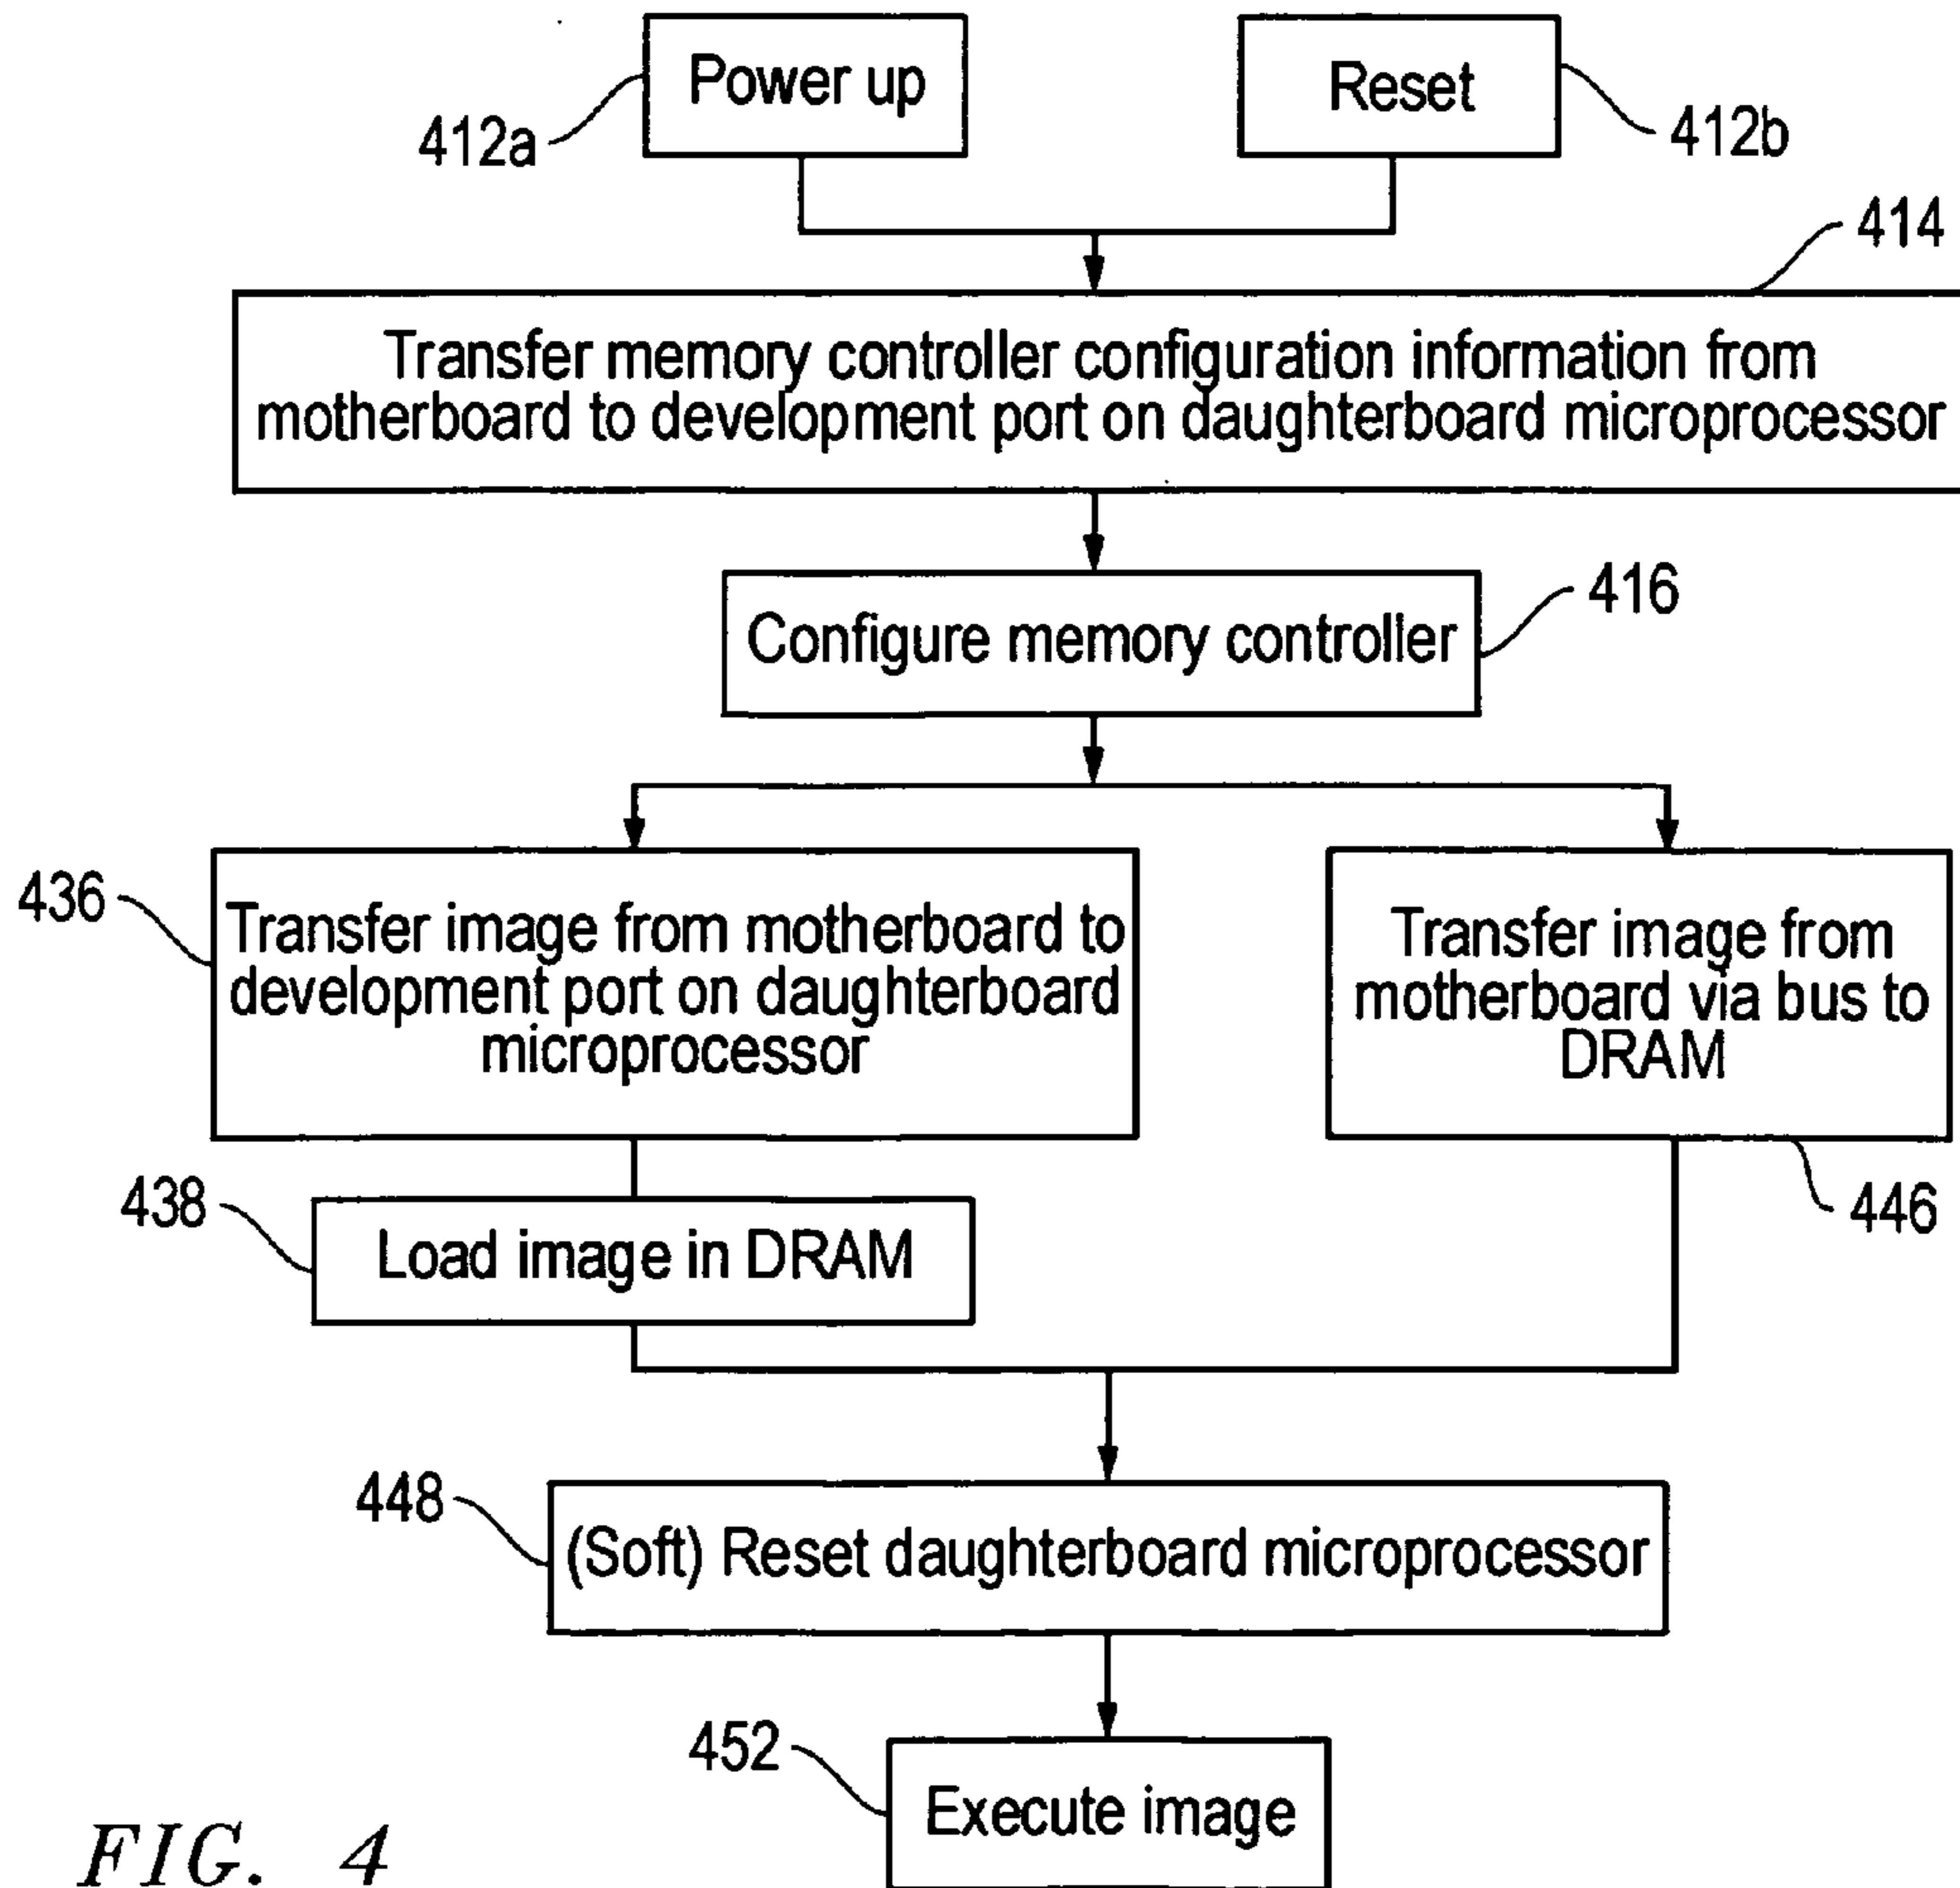 Power up
Reset
412a
412b
414
Transfer memory controller configuration information from
motherboard to development port on daughterboard microprocessor
416
Configure memory controller
436
Transfer image from motherboard to
development port on daughterboard
microprocessor
Transfer image from
motherboard via bus to
DRAM
438
Load image in DRAM
446
448
(Soft) Reset daughterboard microprocessor
452
Execute image
FIG. 4